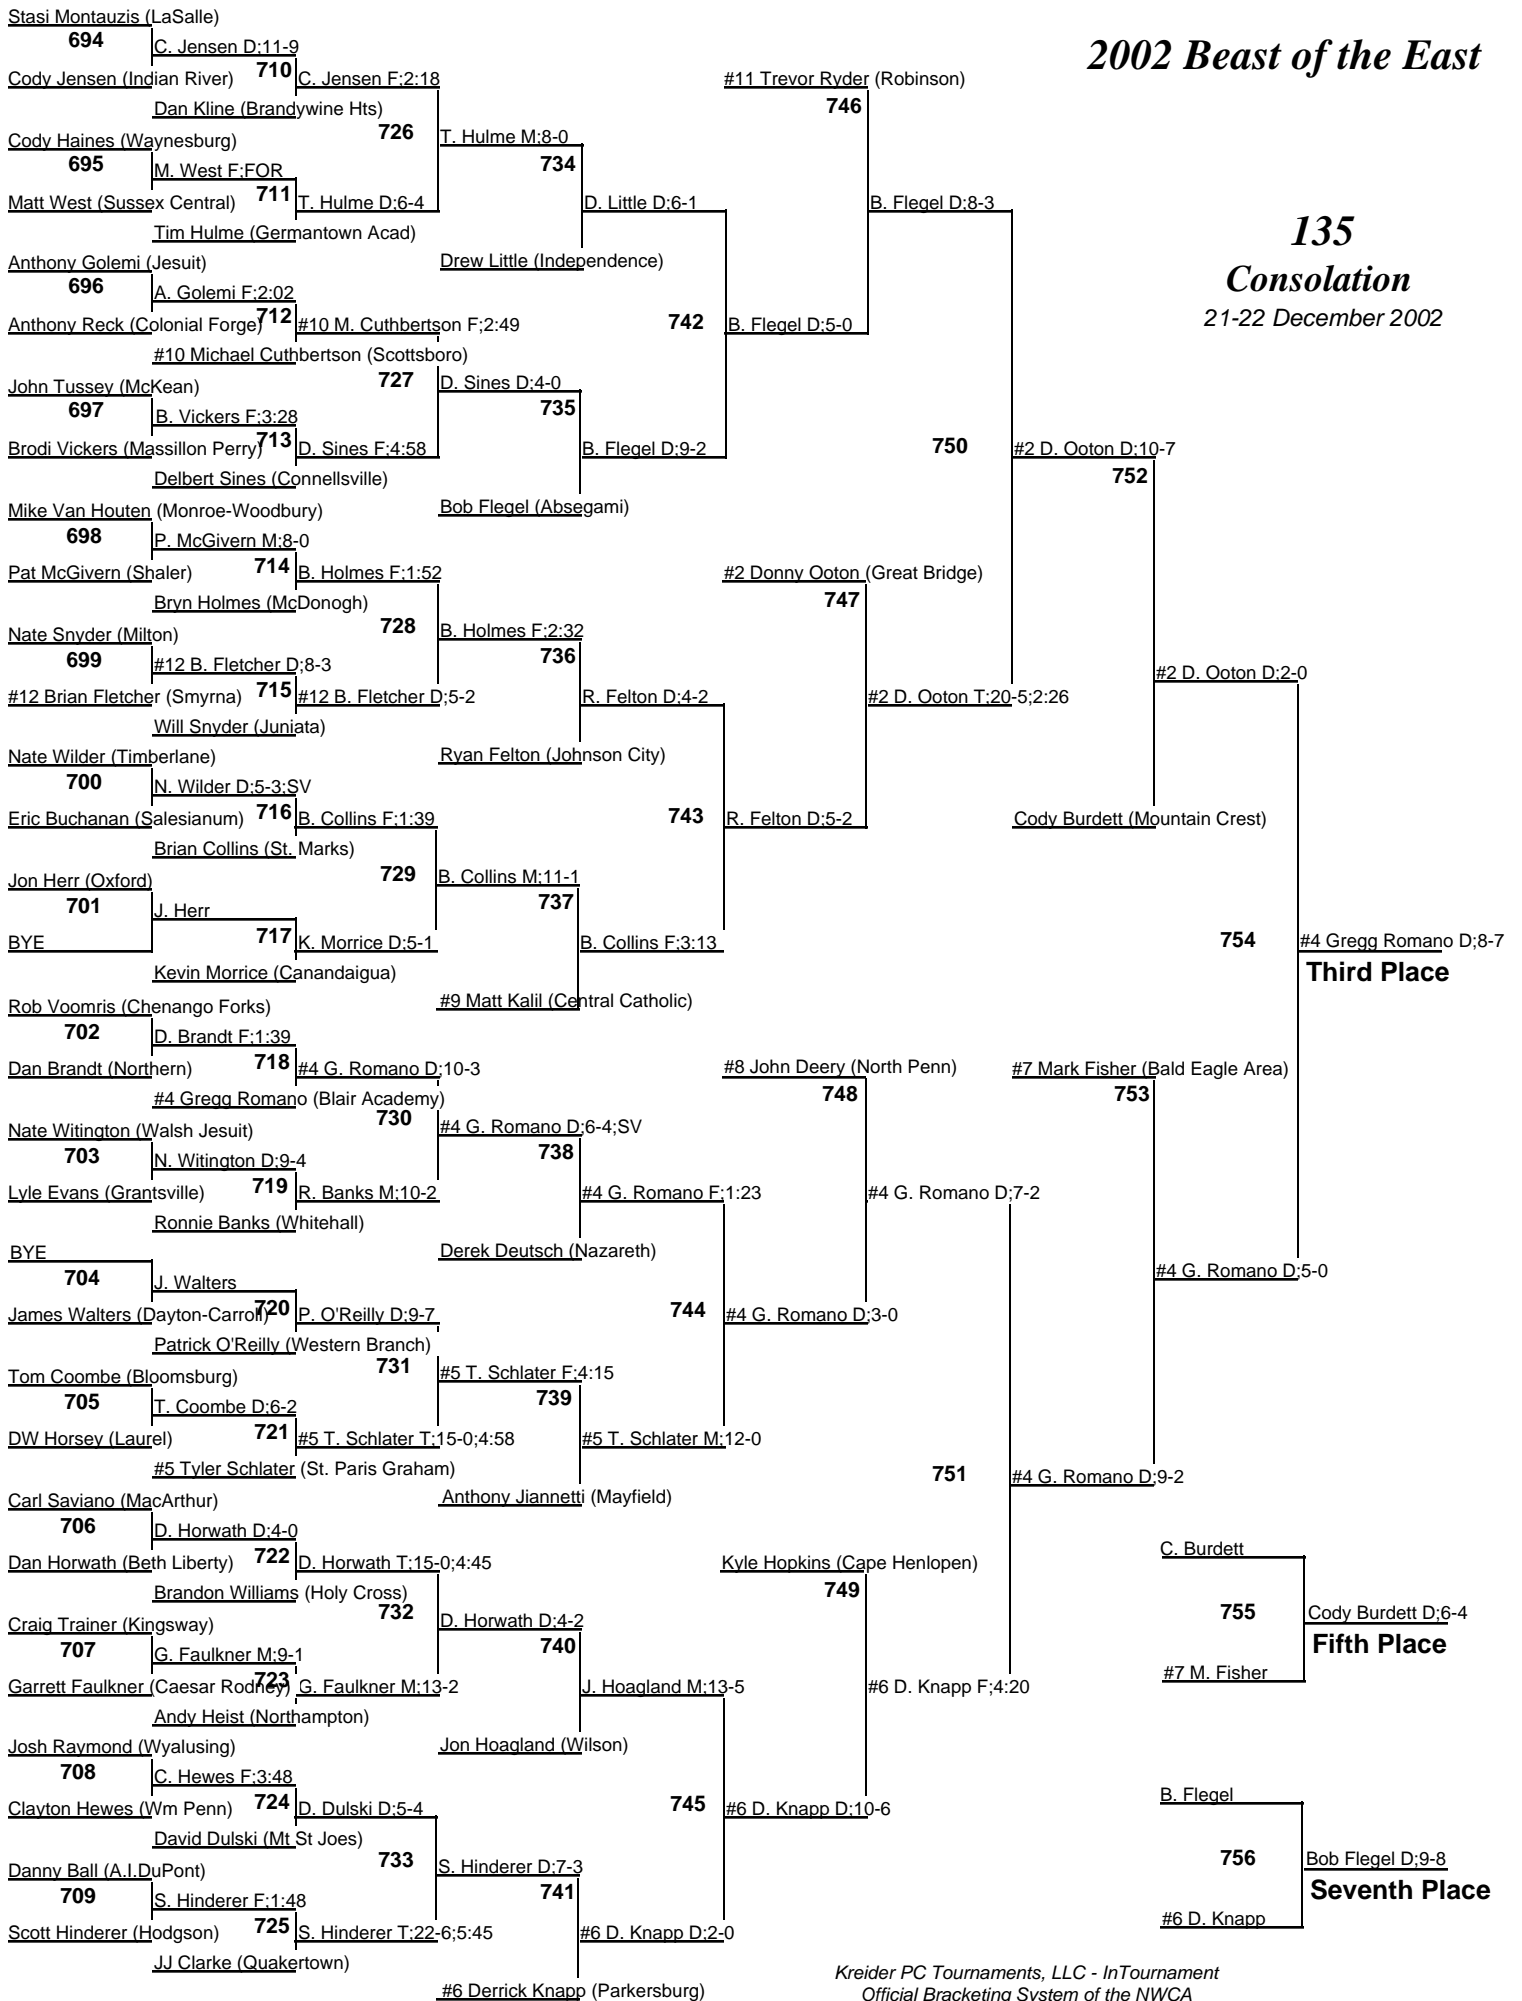 2002 Beast of the East
135
Consolation
21-22 December 2002
Stasi Montauzis (LaSalle)
694
C. Jensen D;11-9
Cody Jensen (Indian River)
710
C. Jensen F;2:18
Dan Kline (Brandywine Hts)
726
Cody Haines (Waynesburg)
T. Hulme M;8-0
695
M. West F;FOR
734
Matt West (Sussex Central)
711
T. Hulme D;6-4
D. Little D;6-1
Tim Hulme (Germantown Acad)
Anthony Golemi (Jesuit)
Drew Little (Independence)
696
A. Golemi F;2:02
Anthony Reck (Colonial Forge)
712
#10 M. Cuthbertson F;2:49
742
B. Flegel D;5-0
#10 Michael Cuthbertson (Scottsboro)
727
John Tussey (McKean)
D. Sines D;4-0
697
B. Vickers F;3:28
735
Brodi Vickers (Massillon Perry)
713
D. Sines F;4:58
B. Flegel D;9-2
Delbert Sines (Connellsville)
Mike Van Houten (Monroe-Woodbury)
Bob Flegel (Absegami)
698
P. McGivern M;8-0
Pat McGivern (Shaler)
714
B. Holmes F;1:52
Bryn Holmes (McDonogh)
728
Nate Snyder (Milton)
B. Holmes F;2:32
699
#12 B. Fletcher D;8-3
736
#12 Brian Fletcher (Smyrna)
715
#12 B. Fletcher D;5-2
R. Felton D;4-2
Will Snyder (Juniata)
Nate Wilder (Timberlane)
Ryan Felton (Johnson City)
700
N. Wilder D;5-3;SV
Eric Buchanan (Salesianum)
716
B. Collins F;1:39
743
R. Felton D;5-2
Brian Collins (St. Marks)
729
Jon Herr (Oxford)
B. Collins M;11-1
701
J. Herr
737
BYE
717
K. Morrice D;5-1
B. Collins F;3:13
Kevin Morrice (Canandaigua)
#9 Matt Kalil (Central Catholic)
Rob Voomris (Chenango Forks)
702
D. Brandt F;1:39
Dan Brandt (Northern)
718
#4 G. Romano D;10-3
#4 Gregg Romano (Blair Academy)
730
Nate Witington (Walsh Jesuit)
#4 G. Romano D;6-4;SV
703
N. Witington D;9-4
738
Lyle Evans (Grantsville)
719
R. Banks M;10-2
#4 G. Romano F;1:23
Ronnie Banks (Whitehall)
BYE
Derek Deutsch (Nazareth)
704
J. Walters
James Walters (Dayton-Carroll)
720
P. O'Reilly D;9-7
744
#4 G. Romano D;3-0
Patrick O'Reilly (Western Branch)
731
Tom Coombe (Bloomsburg)
#5 T. Schlater F;4:15
705
T. Coombe D;6-2
739
DW Horsey (Laurel)
721
#5 T. Schlater T;15-0;4:58
#5 T. Schlater M;12-0
#5 Tyler Schlater (St. Paris Graham)
Carl Saviano (MacArthur)
Anthony Jiannetti (Mayfield)
706
D. Horwath D;4-0
Dan Horwath (Beth Liberty)
722
D. Horwath T;15-0;4:45
Brandon Williams (Holy Cross)
732
Craig Trainer (Kingsway)
D. Horwath D;4-2
707
G. Faulkner M;9-1
740
Garrett Faulkner (Caesar Rodney)
723
G. Faulkner M;13-2
J. Hoagland M;13-5
Andy Heist (Northampton)
Josh Raymond (Wyalusing)
Jon Hoagland (Wilson)
708
C. Hewes F;3:48
Clayton Hewes (Wm Penn)
724
D. Dulski D;5-4
745
#6 D. Knapp D;10-6
David Dulski (Mt St Joes)
733
Danny Ball (A.I.DuPont)
S. Hinderer D;7-3
709
S. Hinderer F;1:48
741
Scott Hinderer (Hodgson)
725
S. Hinderer T;22-6;5:45
#6 D. Knapp D;2-0
JJ Clarke (Quakertown)
#6 Derrick Knapp (Parkersburg)
#11 Trevor Ryder (Robinson)
746
B. Flegel D;8-3
750
#2 D. Ooton D;10-7
752
#2 Donny Ooton (Great Bridge)
747
#2 D. Ooton T;20-5;2:26
#2 D. Ooton D;2-0
Cody Burdett (Mountain Crest)
754
#4 Gregg Romano D;8-7
Third Place
#8 John Deery (North Penn)
748
#7 Mark Fisher (Bald Eagle Area)
753
#4 G. Romano D;7-2
#4 G. Romano D;5-0
751
#4 G. Romano D;9-2
Kyle Hopkins (Cape Henlopen)
749
#6 D. Knapp F;4:20
C. Burdett
755
Cody Burdett D;6-4
Fifth Place
#7 M. Fisher
B. Flegel
756
Bob Flegel D;9-8
Seventh Place
#6 D. Knapp
Kreider PC Tournaments, LLC - InTournament
Official Bracketing System of the NWCA